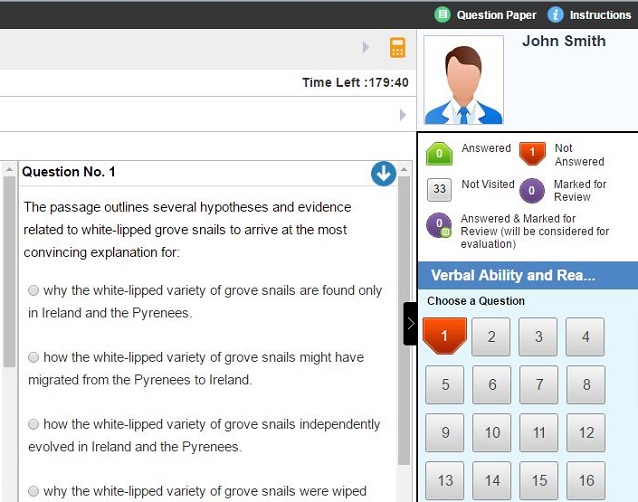 Question Paper
Instructions
John Smith
Time Left :179:40
0 Answered
1 Not
Answered
33 Not Visited
0 Marked for
Review
0 Answered & Marked for
Review (will be considered for
evaluation)
Question No. 1
The passage outlines several hypotheses and evidence
related to white-lipped grove snails to arrive at the most
convincing explanation for:
why the white-lipped variety of grove snails are found only
in Ireland and the Pyrenees.
how the white-lipped variety of grove snails might have
migrated from the Pyrenees to Ireland.
how the white-lipped variety of grove snails independently
evolved in Ireland and the Pyrenees.
why the white-lipped variety of grove snails were wiped
Verbal Ability and Rea...
Choose a Question
1 2 3 4
5 6 7 8
9 10 11 12
13 14 15 16